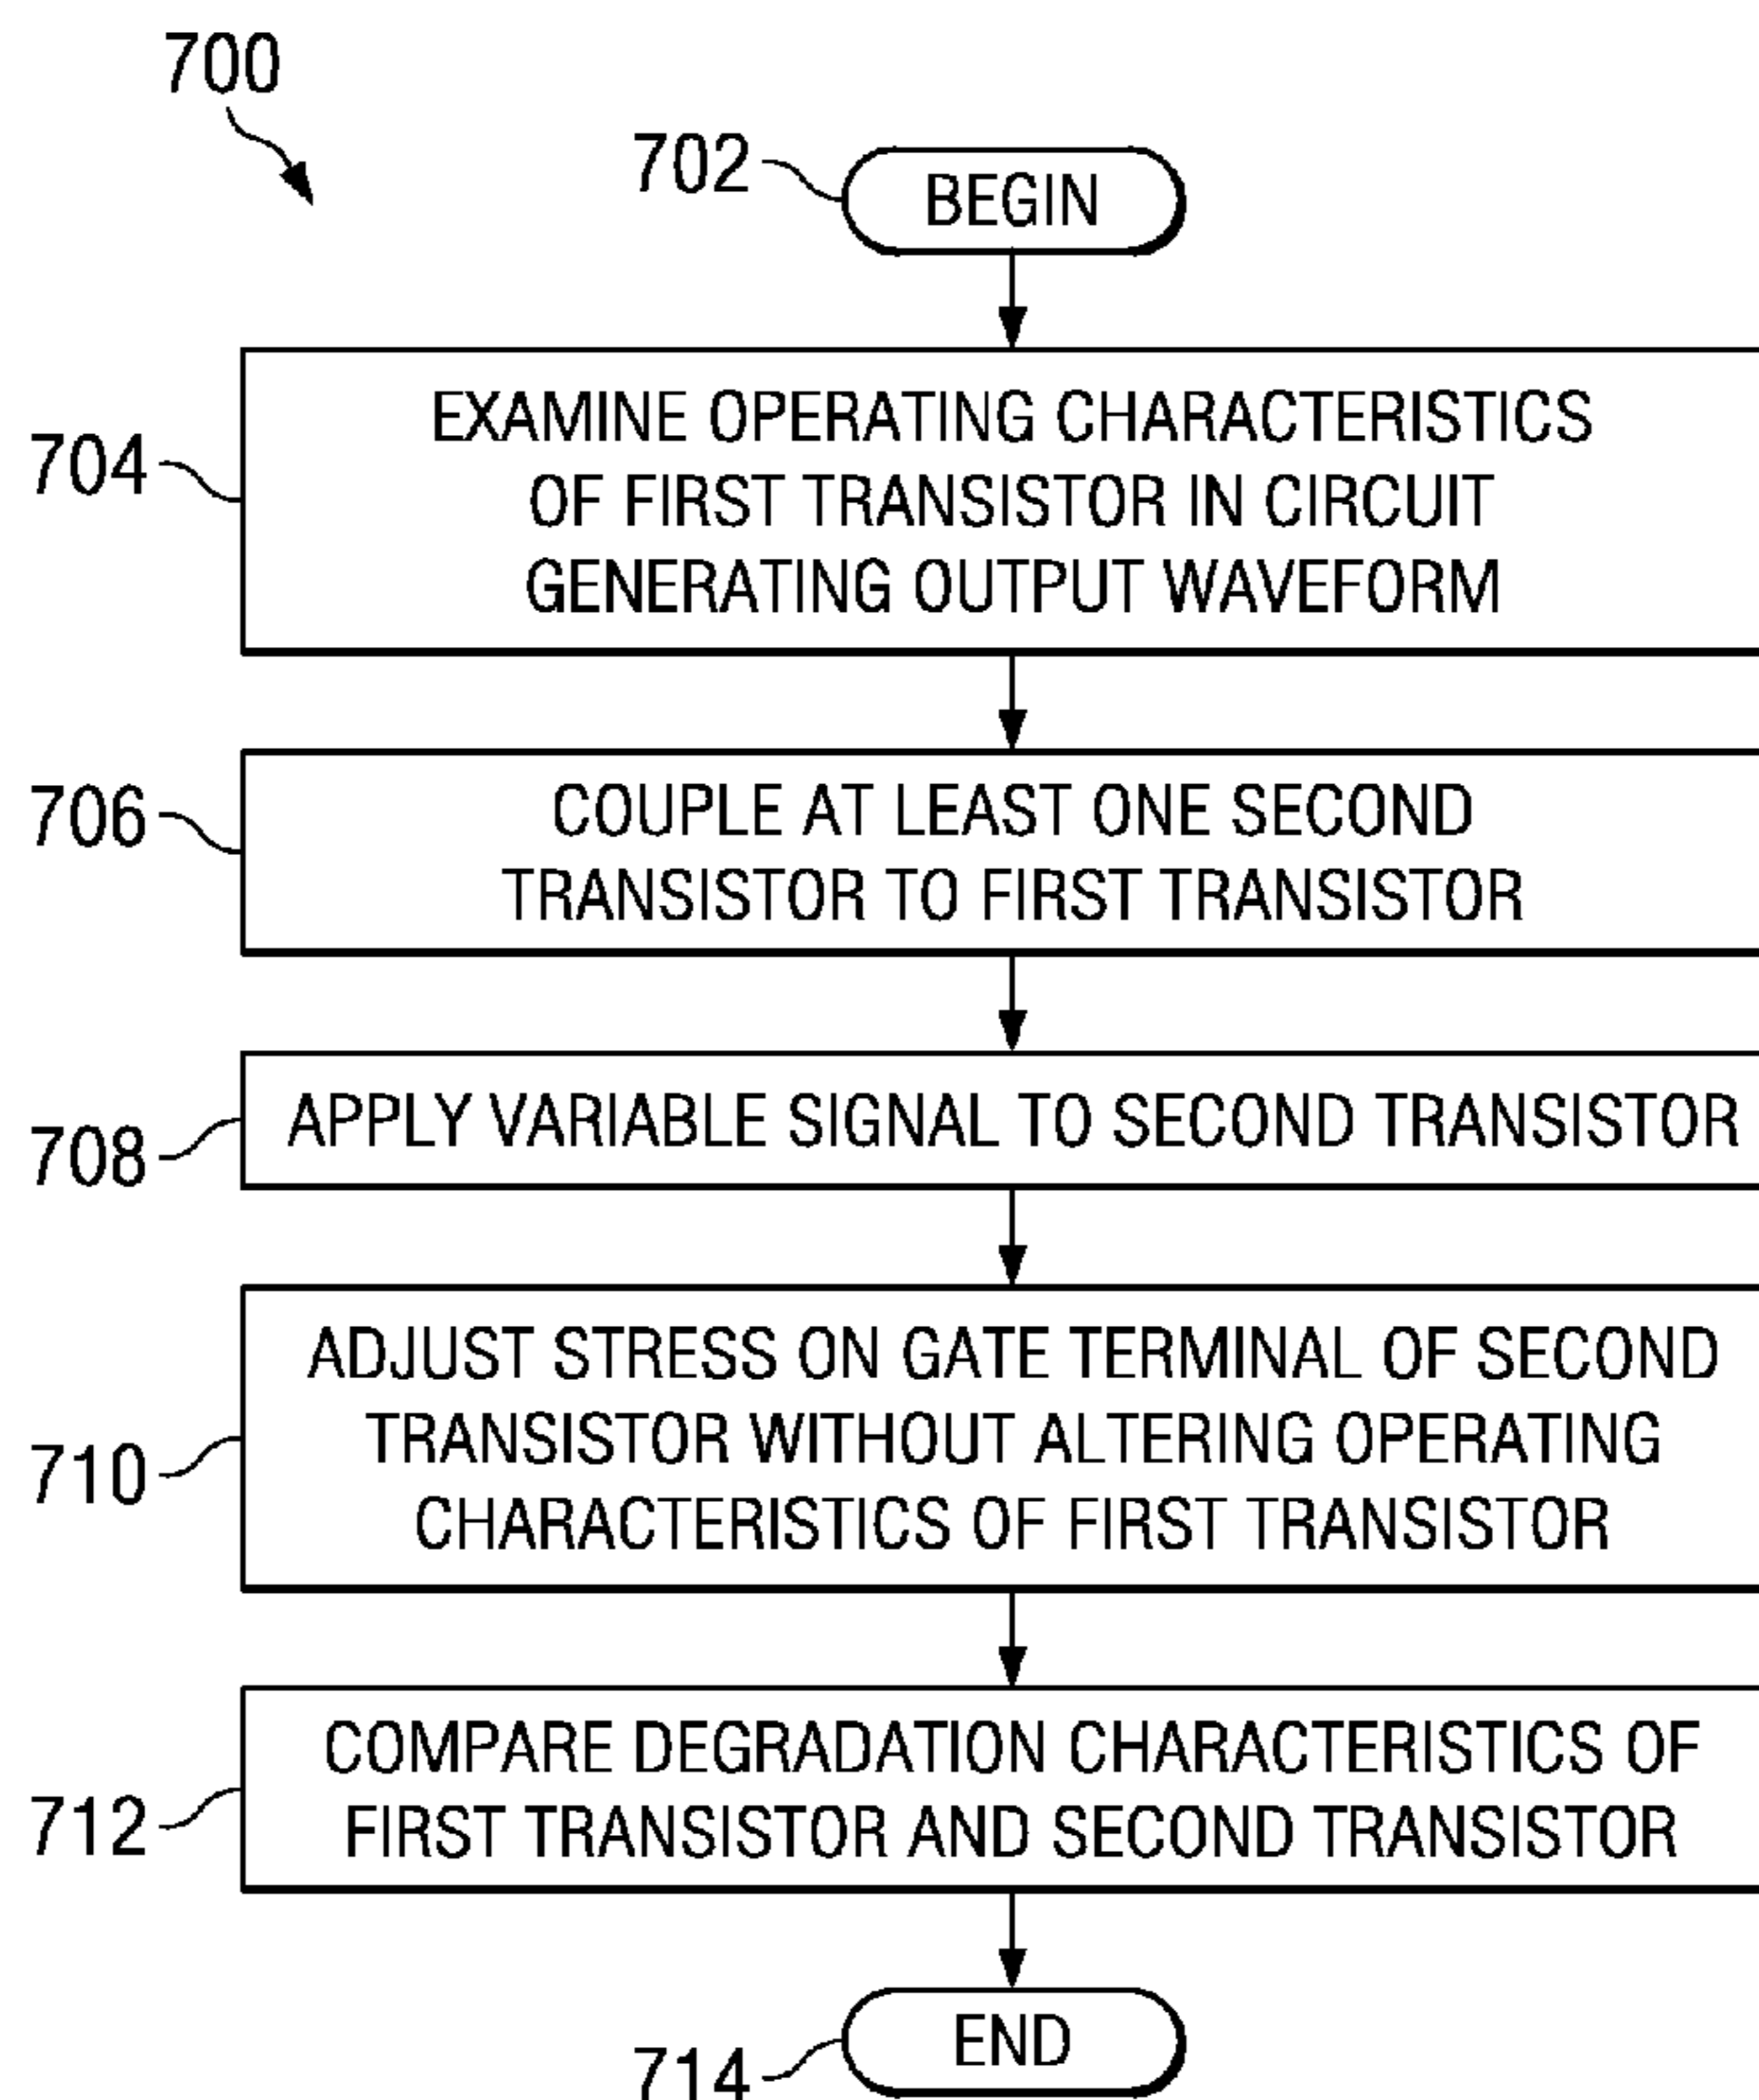 700
702
BEGIN
704
EXAMINE OPERATING CHARACTERISTICS
OF FIRST TRANSISTOR IN CIRCUIT
GENERATING OUTPUT WAVEFORM
706
COUPLE AT LEAST ONE SECOND
TRANSISTOR TO FIRST TRANSISTOR
708
APPLY VARIABLE SIGNAL TO SECOND TRANSISTOR
710
ADJUST STRESS ON GATE TERMINAL OF SECOND
TRANSISTOR WITHOUT ALTERING OPERATING
CHARACTERISTICS OF FIRST TRANSISTOR
712
COMPARE DEGRADATION CHARACTERISTICS OF
FIRST TRANSISTOR AND SECOND TRANSISTOR
714
END